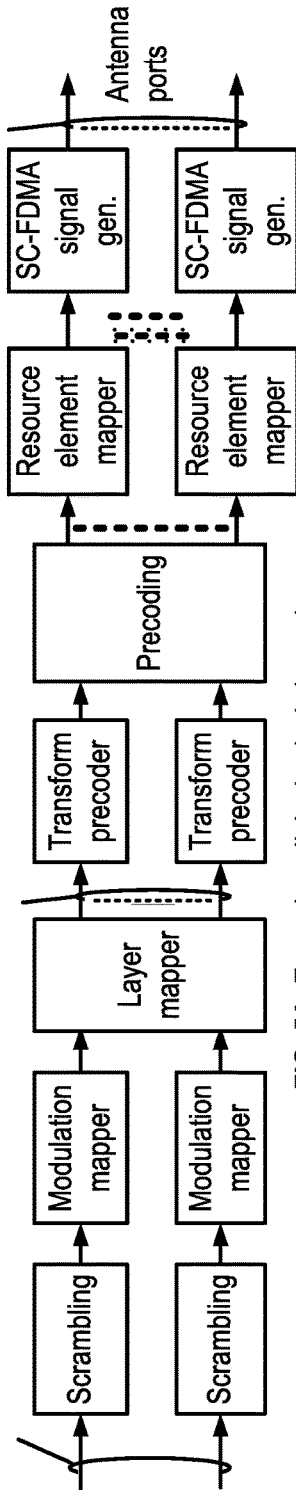 Scrambling
Modulation
mapper
Layer
mapper
Transform
precoder
Precoding
Resource
element
mapper
SC-FDMA
signal
gen.
Antenna
ports
Scrambling
Modulation
mapper
Transform
precoder
Resource
element
mapper
SC-FDMA
signal
gen.